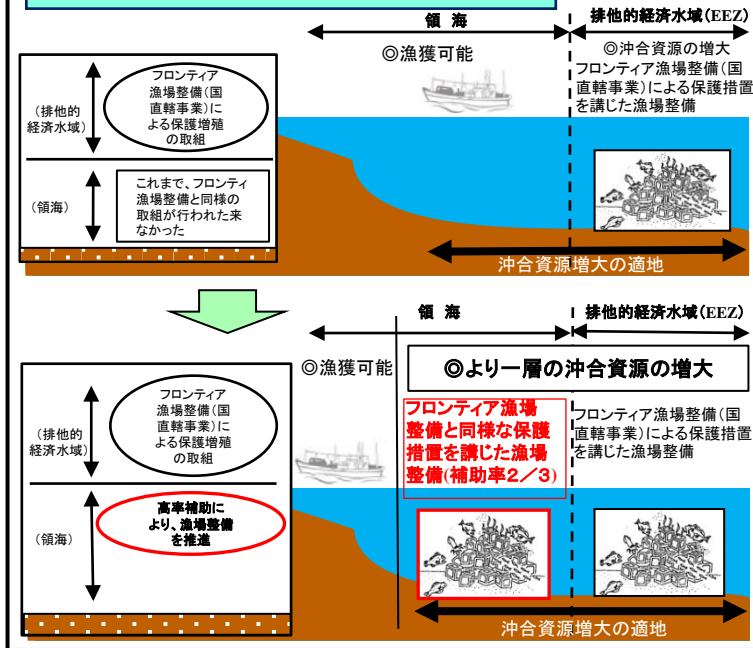 領 海
排他的経済水域(EEZ)
◎漁獲可能
◎沖合資源の増大
フロンティア漁場整備(国
直轄事業)による保護措置
を講じた漁場整備
フロンティア
漁場整備(国
直轄事業)に
よる保護増殖
の取組
(排他的
経済水域)
これまで、フロンティ
漁場整備と同様の
取組が行われた来
なかった
(領海)
沖合資源増大の適地
領 海
排他的経済水域(EEZ)
◎漁獲可能
◎より一層の沖合資源の増大
フロンティア漁場
整備と同様な保護
措置を講じた漁場
整備(補助率2/3)
フロンティア漁場整備(国
直轄事業)による保護措置
を講じた漁場整備
フロンティア
漁場整備(国
直轄事業)に
よる保護増殖
の取組
(排他的
経済水域)
高率補助に
より、漁場整備
を推進
(領海)
沖合資源増大の適地